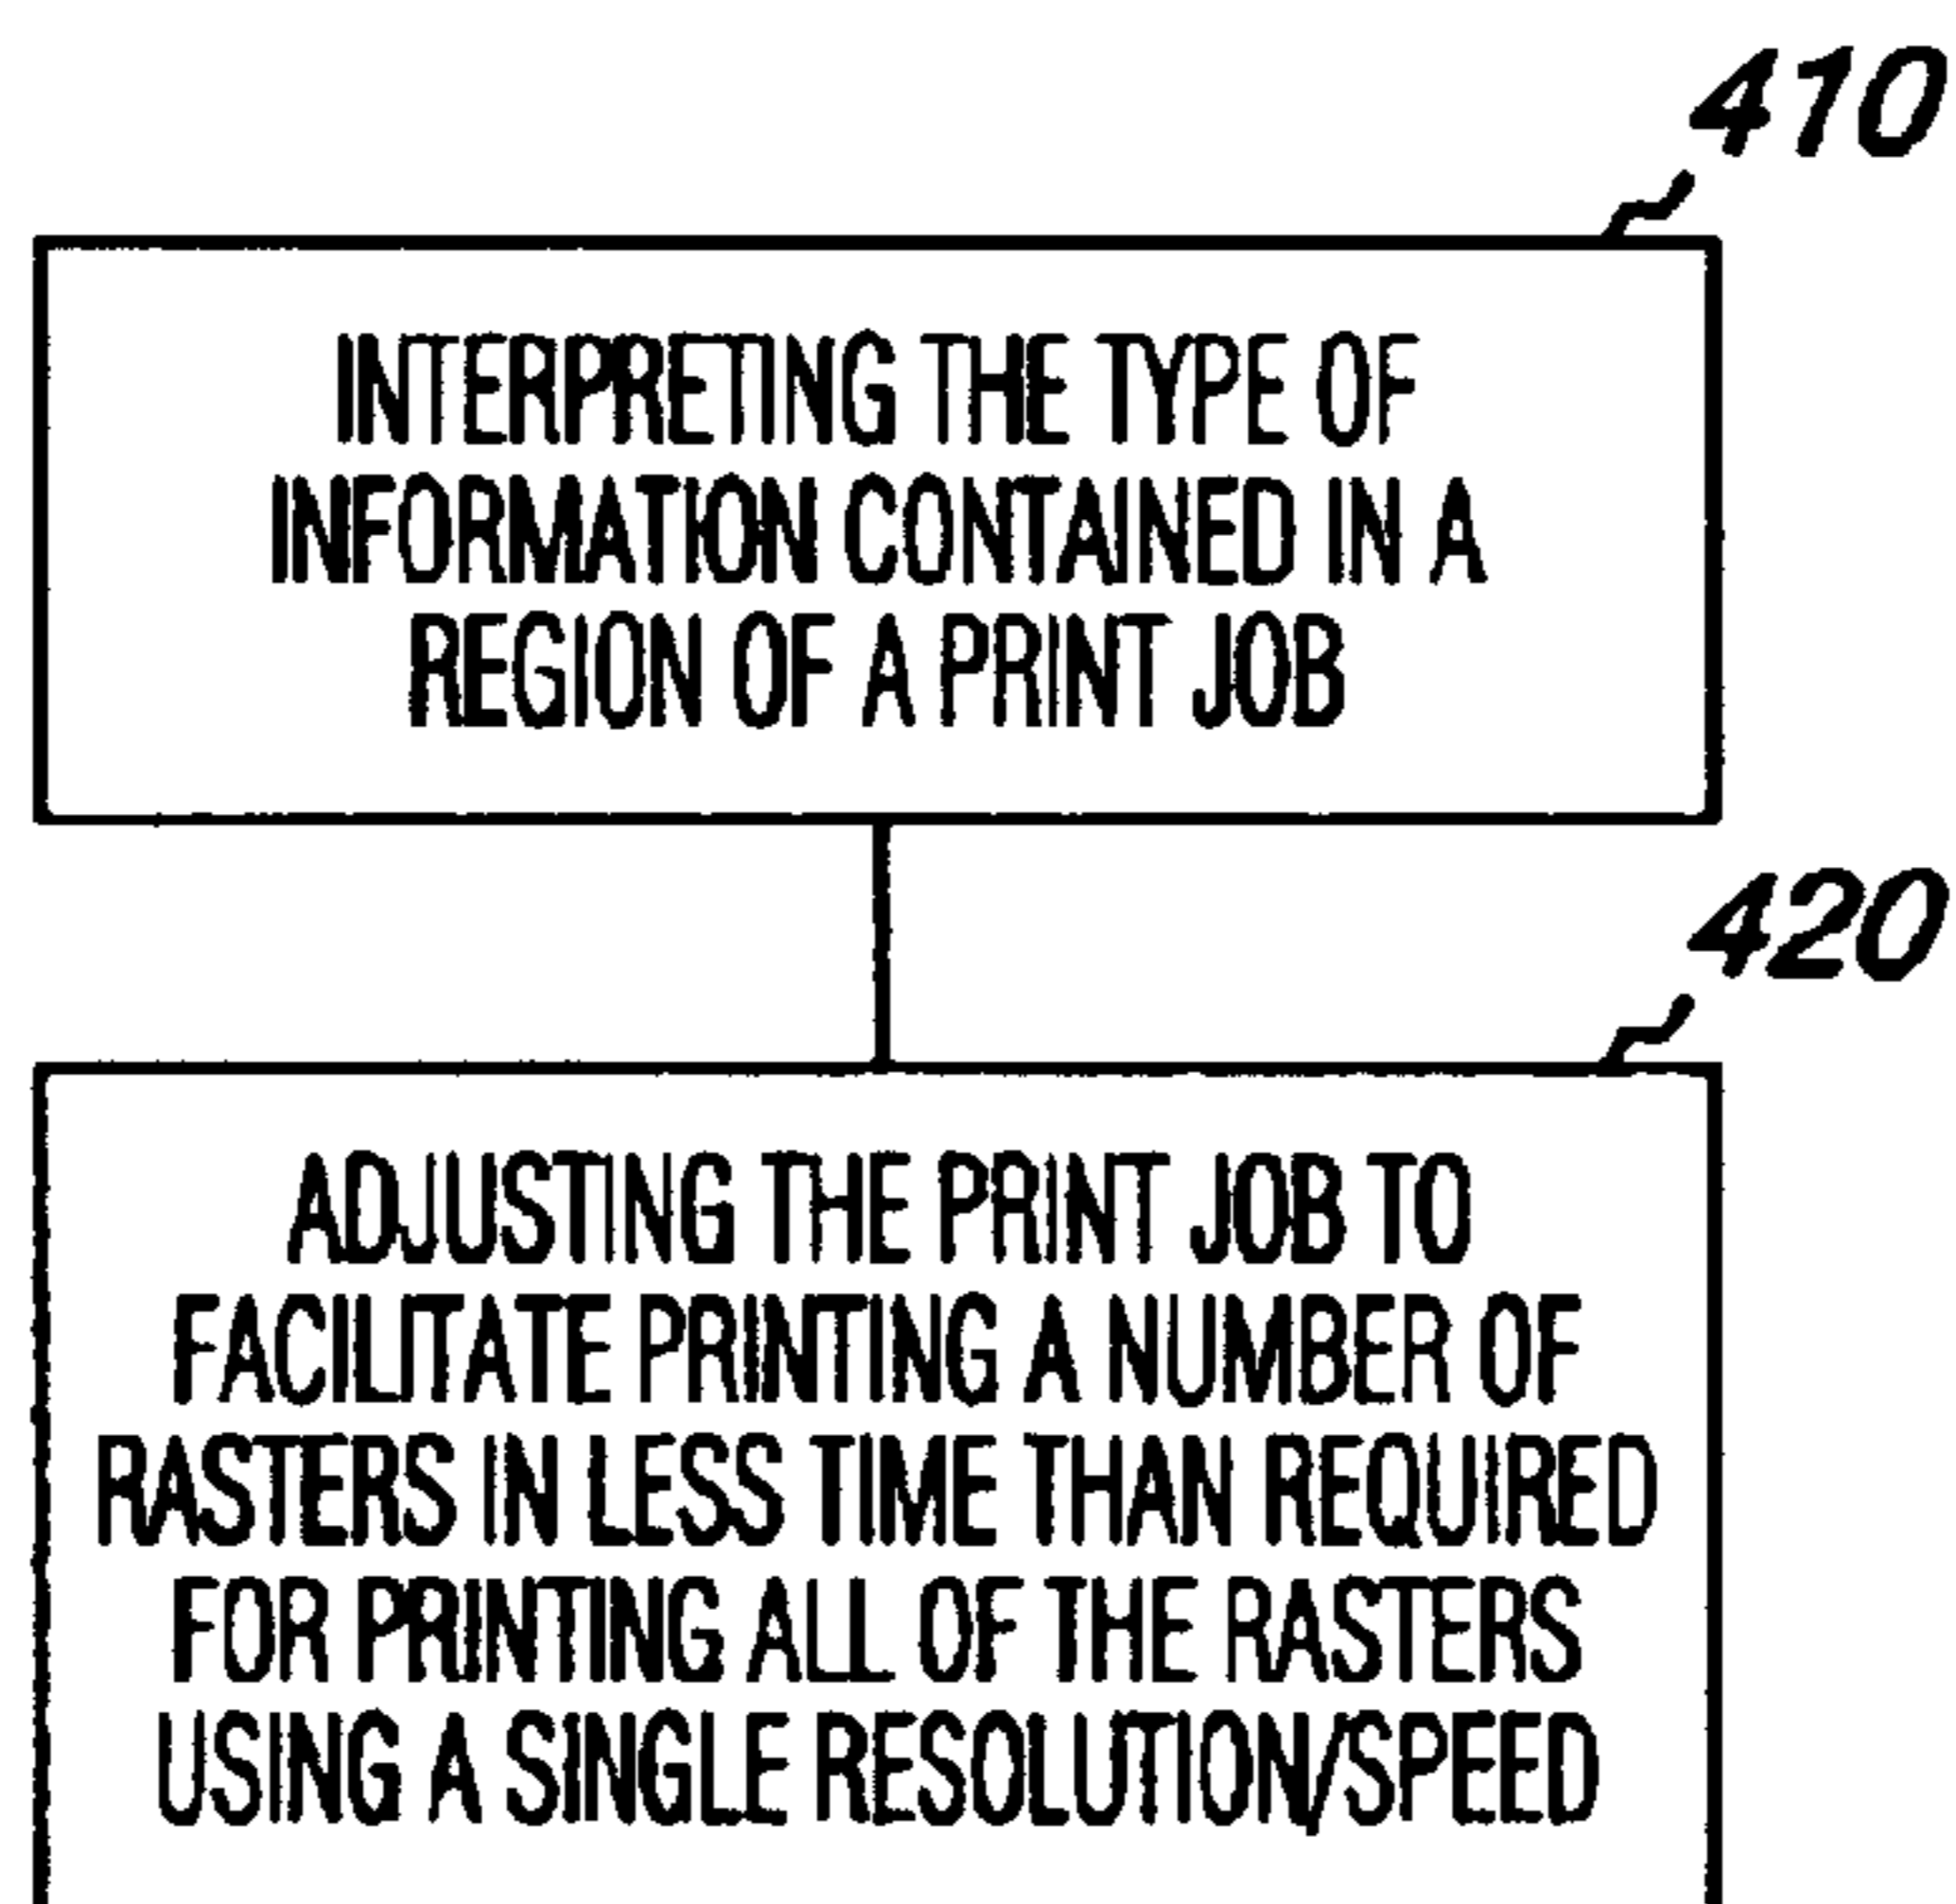 410
INTERPRETING THE TYPE OF
INFORMATION CONTAINED IN A
REGION OF A PRINT JOB
420
ADJUSTING THE PRINT JOB TO
FACILITATE PRINTING A NUMBER OF
RASTERS IN LESS TIME THAN REQUIRED
FOR PRINTING ALL OF THE RASTERS
USING A SINGLE RESOLUTION/SPEED